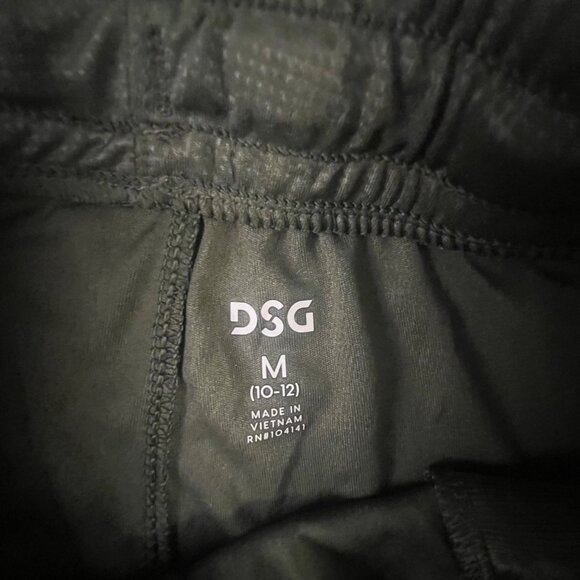 DSG
M
(10-12)
MADE IN
VIETNAM
RN#104141